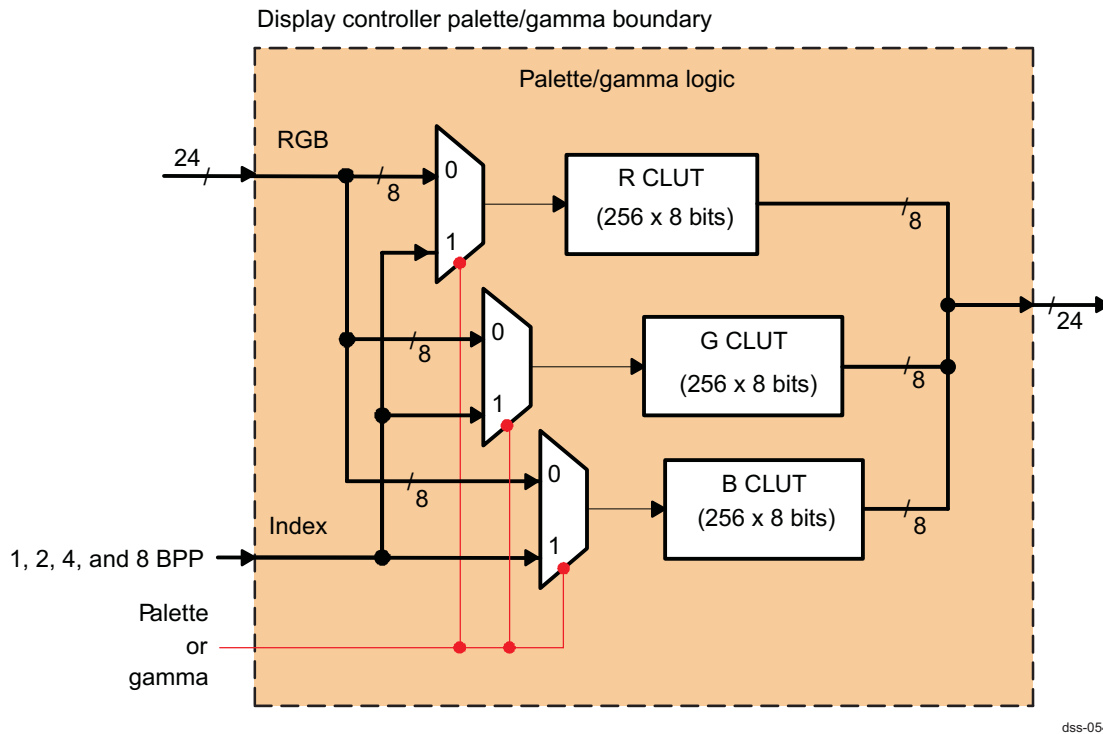 Display controller palette/gamma boundary
Palette/gamma logic
RGB
24
8
0
1
R CLUT
(256 x 8 bits)
8
24
8
0
1
G CLUT
(256 x 8 bits)
8
8
0
1
B CLUT
(256 x 8 bits)
8
Index
1, 2, 4, and 8 BPP
Palette
or
gamma